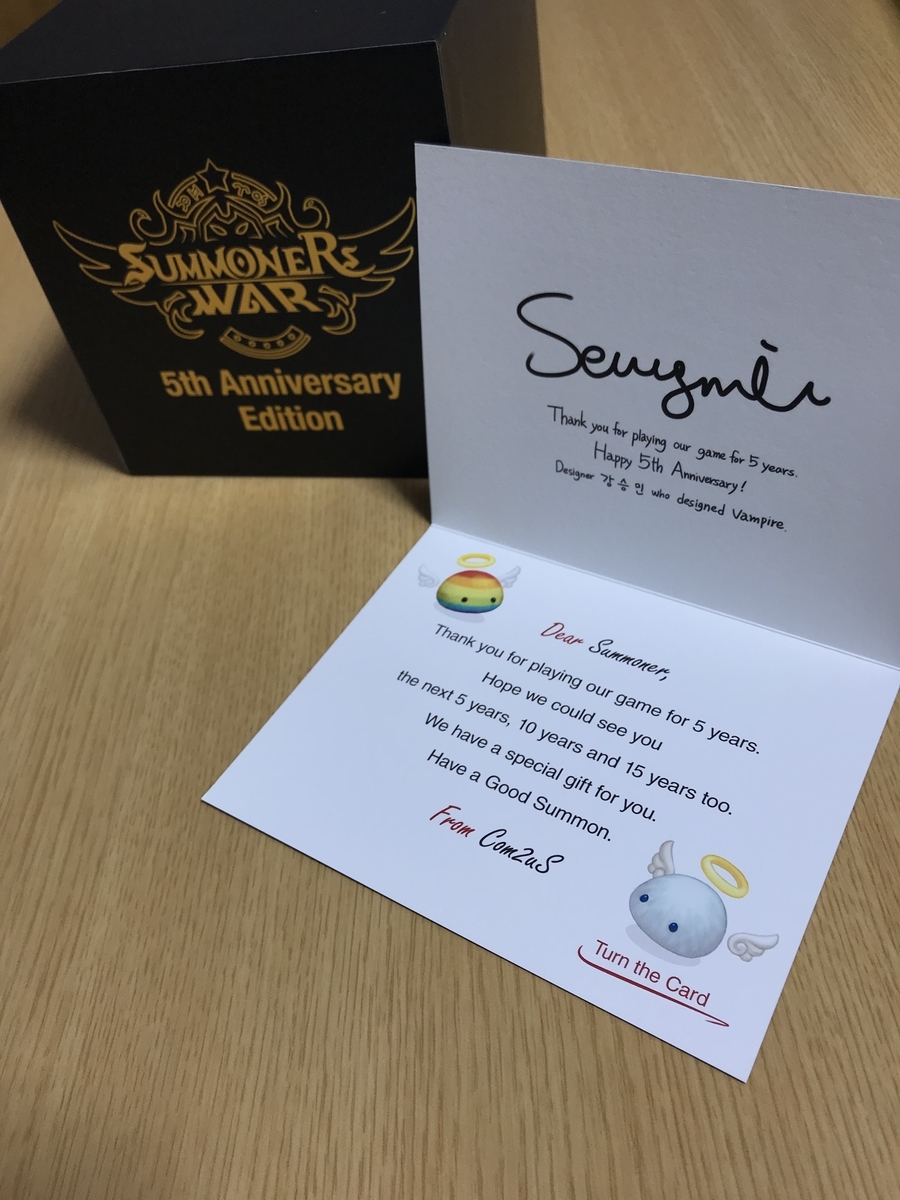 SUMMONERS
WAR
5th Anniversary
Edition
Thank you for playing our game for 5 years.
Happy 5th Anniversary!
Designer 강승민 who designed Vampire.
Dear Summoner,
Thank you for playing our game for 5 years.
Hope we could see you
the next 5 years, 10 years and 15 years too.
We have a special gift for you.
Have a Good Summon.
From Com2uS
Turn the Card